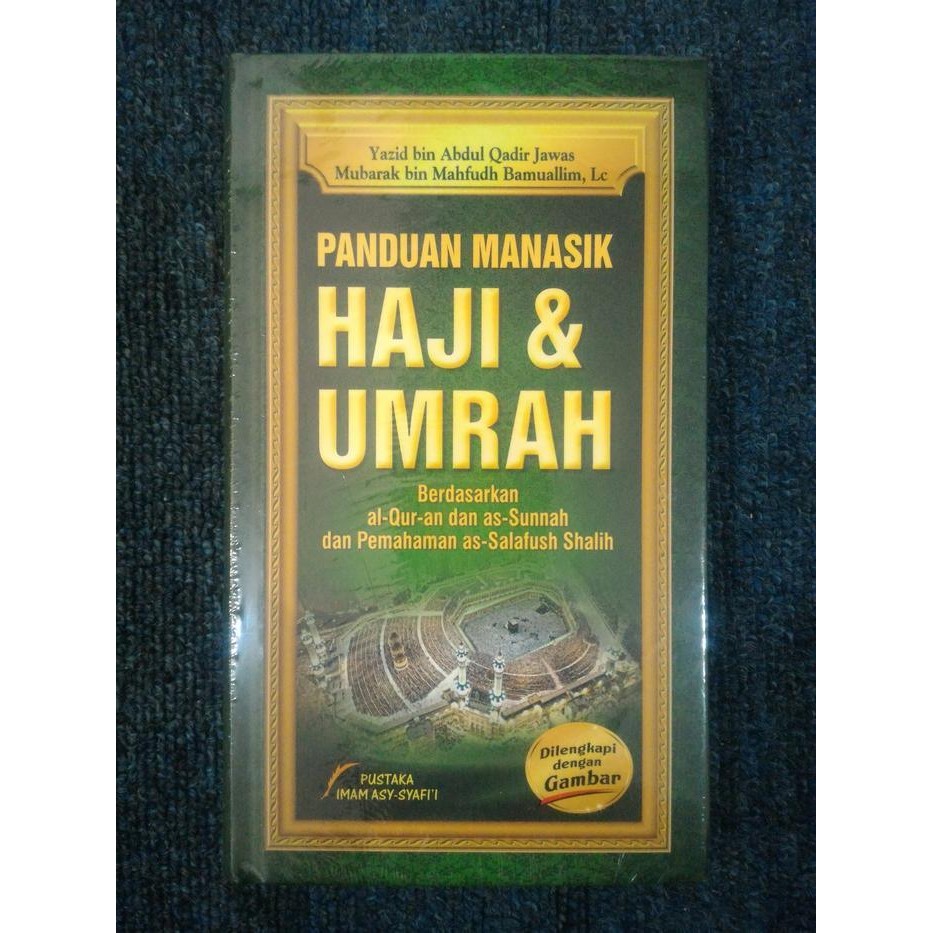 Yazid bin Abdul Qadir Jawas
Mubarak bin Mahfudh Bamuallim, Lc
PANDUAN MANASIK
HAJI &
UMRAH
Berdasarkan
al-Qur-an dan as-Sunnah
dan Pemahaman as-Salafush Shalih
Dilengkapi
dengan
Gambar
PUSTAKA
IMAM ASY-SYAFI'I